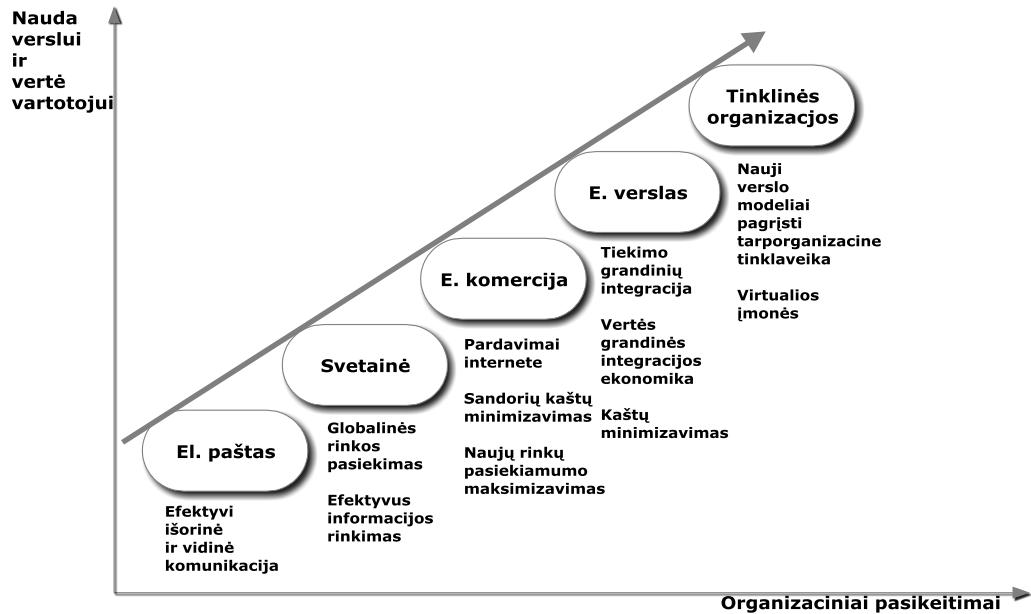 Nauda
verslui
ir
vertė
vartotojui
Tinklinės
organizacjos
Nauji
verslo
modeliai
pagrįsti
tarporganizacine
tinklaveika
Virtualios
įmonės
E. verslas
Tiekimo
grandinių
integracija
Vertės
grandinės
integracijos
ekonomika
Kaštų
minimizavimas
E. komercija
Pardavimai
internete
Sandorių kaštų
minimizavimas
Naujų rinkų
pasiekiamumo
maksimizavimas
Svetainė
Globalinės
rinkos
pasiekimas
Efektyvus
informacijos
rinkimas
El. paštas
Efektyvi
išorinė
ir vidinė
komunikacija
Organizaciniai pasikeitimai